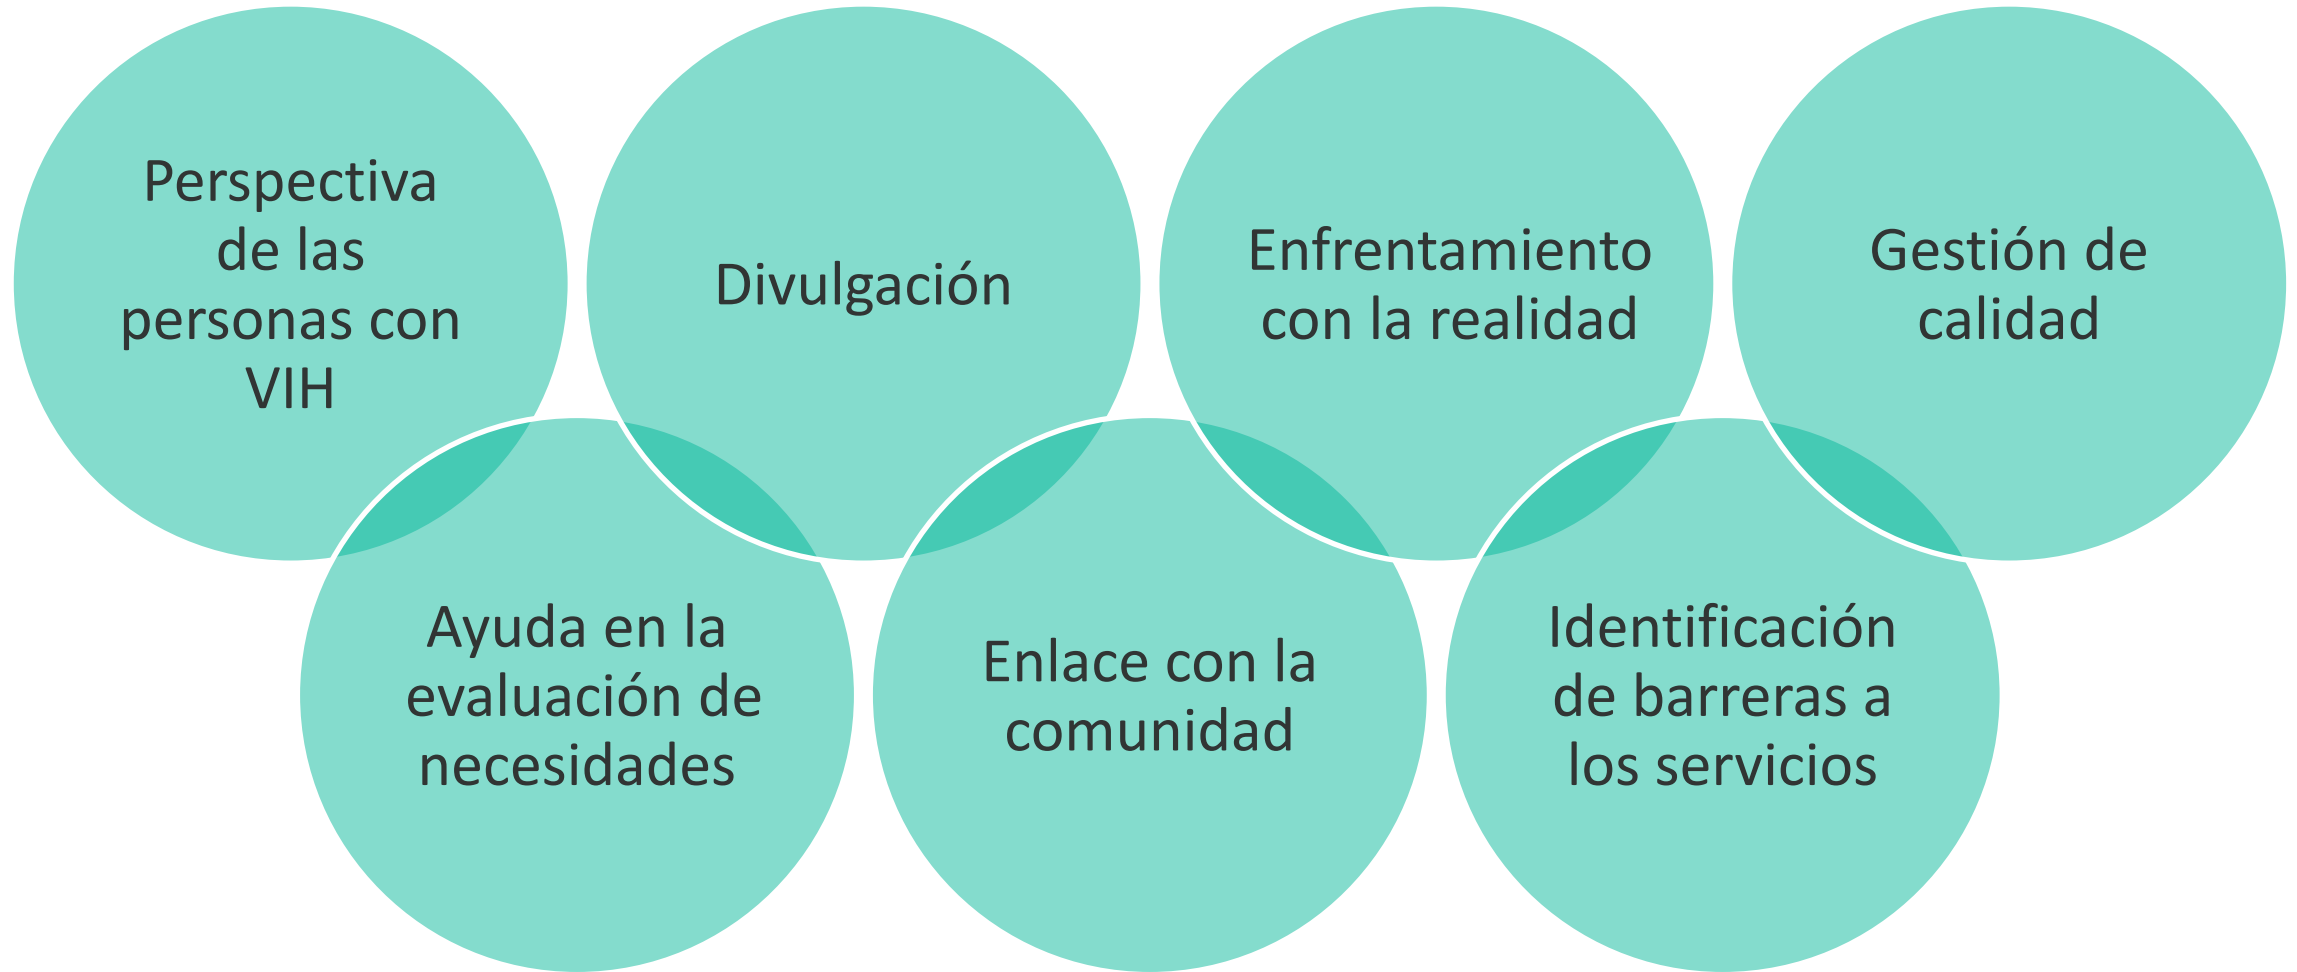 Perspectiva
de las
personas con
VIH
Ayuda en la
evaluación de
necesidades
Divulgación
Enlace con la
comunidad
Enfrentamiento
con la realidad
Identificación
de barreras a
los servicios
Gestión de
calidad